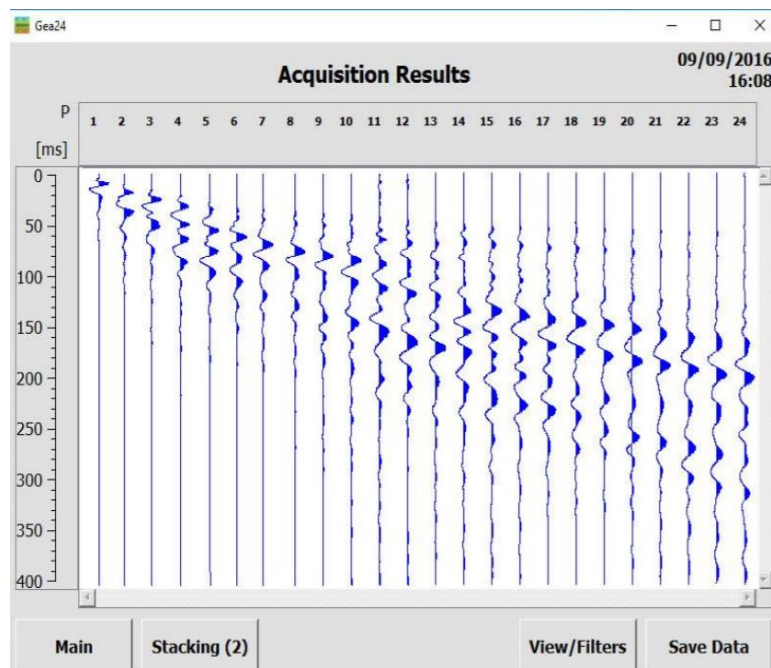 Gea24
Acquisition Results
09/09/2016
16:08
P
1 2 3 4 5 6 7 8 9 10 11 12 13 14 15 16 17 18 19 20 21 22 23 24
[ms]
0
50
100
150
200
250
300
350
400
Main Stacking (2) View/Filters Save Data